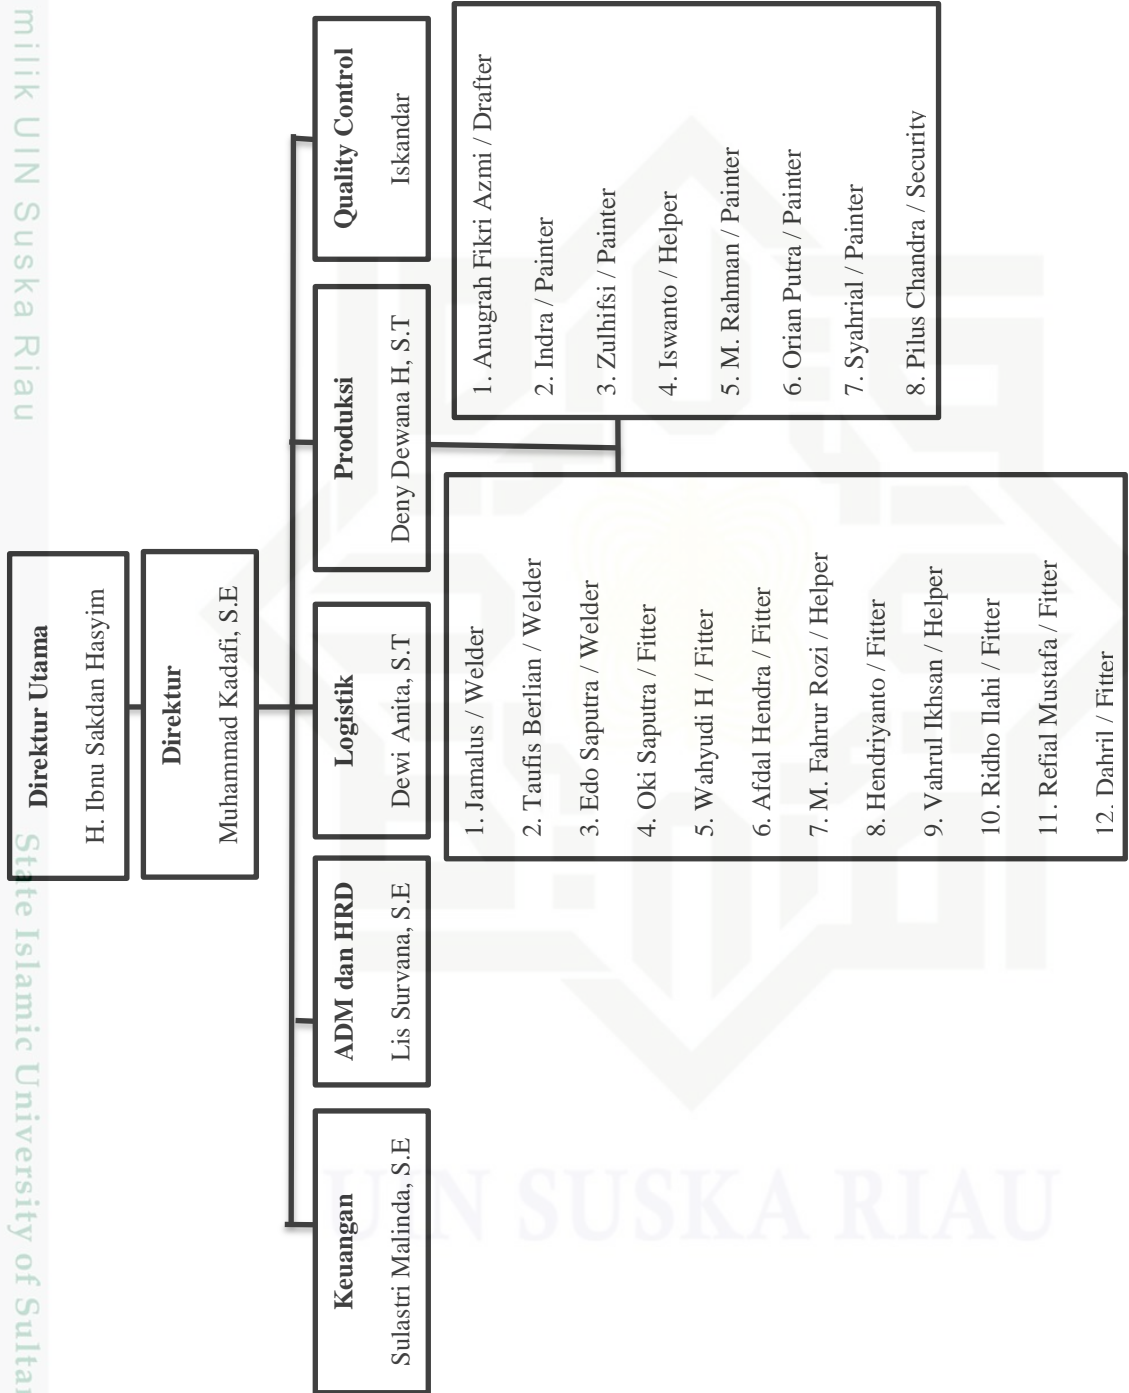 milik UIN Suska Riau
State Islamic University of Sultan
Direktur Utama
H. Ibnu Sakdan Hasyim
Direktur
Muhammad Kadafi, S.E
Keuangan
Sulastri Malinda, S.E
ADM dan HRD
Lis Survana, S.E
Logistik
Dewi Anita, S.T
Produksi
Deny Dewana H, S.T
Quality Control
Iskandar
1. Jamalus / Welder
2. Taufis Berlian / Welder
3. Edo Saputra / Welder
4. Oki Saputra / Fitter
5. Wahyudi H / Fitter
6. Afdal Hendra / Fitter
7. M. Fahrur Rozi / Helper
8. Hendriyanto / Fitter
9. Vahrul Ikhsan / Helper
10. Ridho Ilahi / Fitter
11. Refial Mustafa / Fitter
12. Dahril / Fitter
1. Anugrah Fikri Azmi / Drafter
2. Indra / Painter
3. Zulhifsi / Painter
4. Iswanto / Helper
5. M. Rahman / Painter
6. Orian Putra / Painter
7. Syahrial / Painter
8. Pilus Chandra / Security
UIN SUSKA RIAU